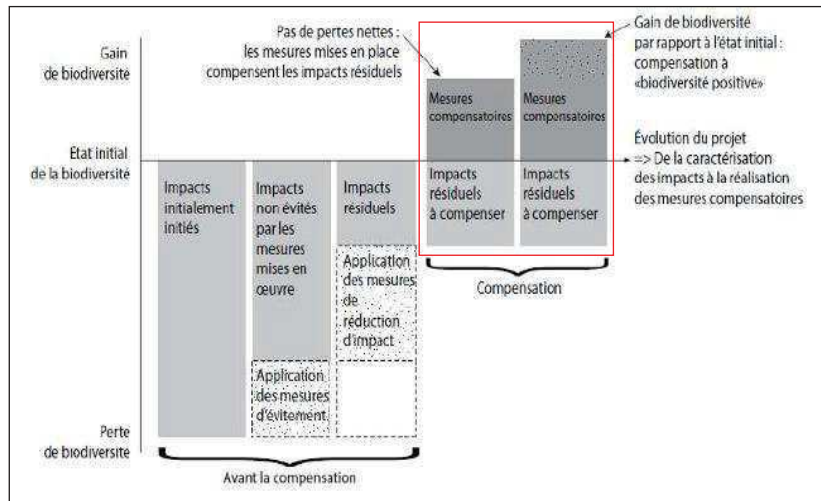 Gain
de biodiversité
État initial
de la biodiversité
Perte
de biodiversité
Pas de pertes nettes :
les mesures mises en place
compensent les impacts résiduels
Gain de biodiversité
par rapport à l'état initial :
compensation à
«biodiversité positive»
Évolution du projet
=> De la caractérisation
des impacts à la réalisation
des mesures compensatoires
Impacts
initialement
initiés
Impacts
non évités
par les
mesures
mises en
œuvre
Application
des mesures
d'évitement
Impacts
résiduels
Application
des mesures
de
réduction
d'impact
Mesures
compensatoires
Impacts
résiduels
à compenser
Mesures
compensatoires
Impacts
résiduels
à compenser
Avant la compensation
Compensation